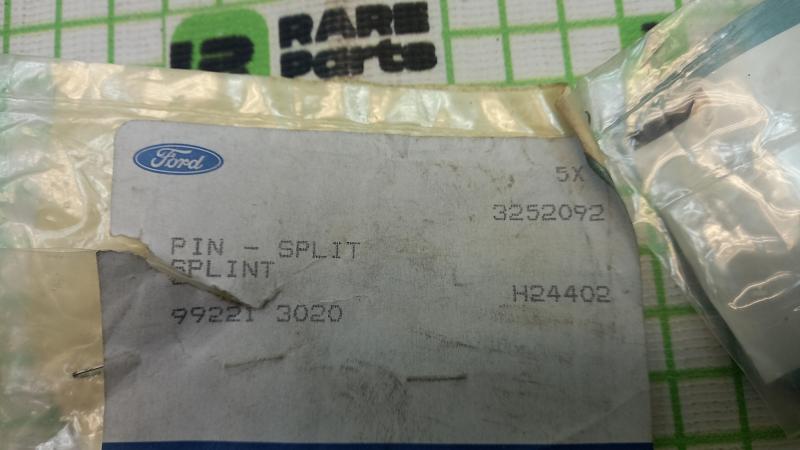 RARE
Parts
Ford
5X
3252092
PIN - SPLIT
SPLINT
H24402
99221 3020